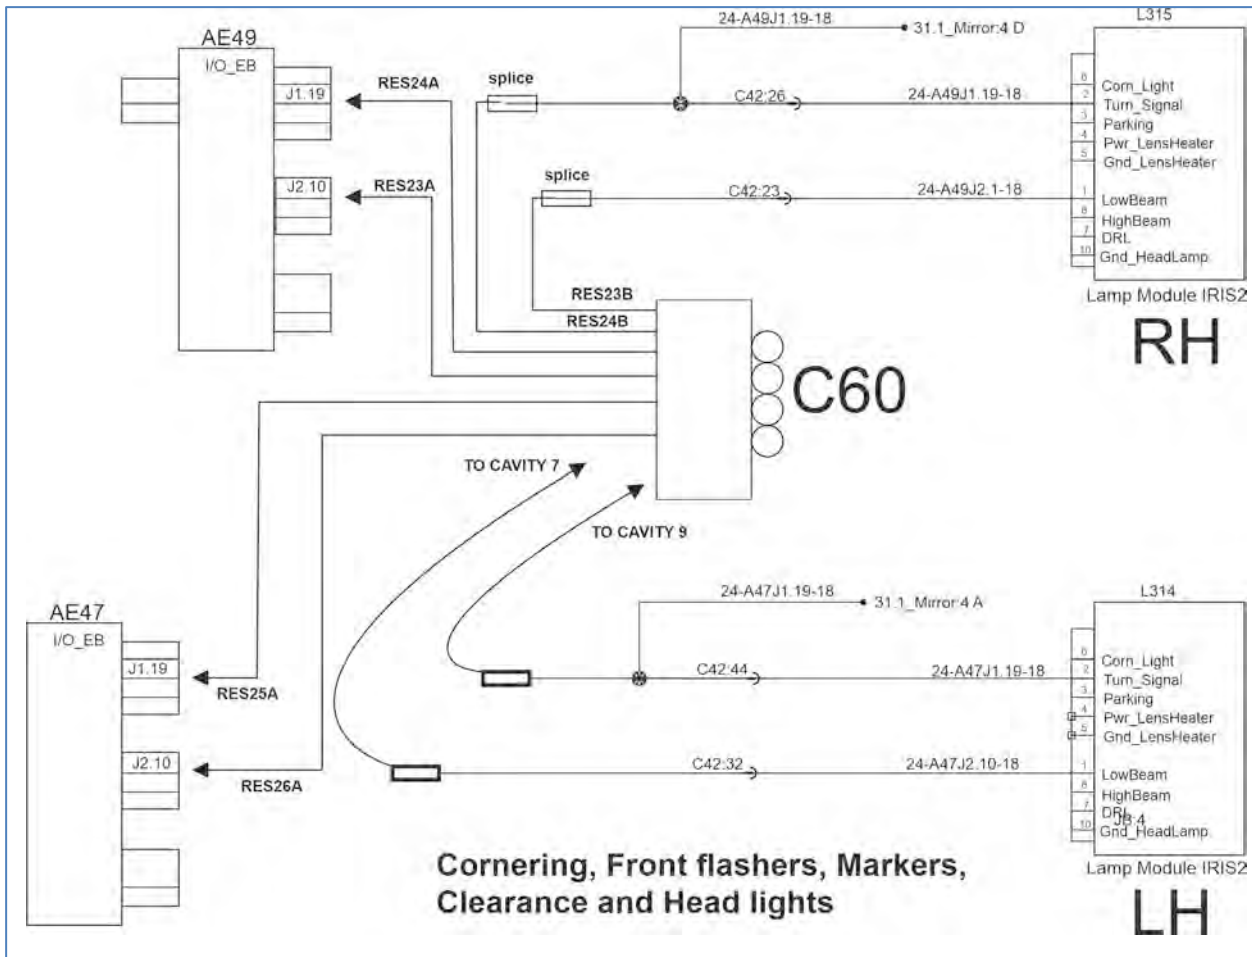 24-A49J1.19-18
31.1_Mirror:4 D
L315
AE49
I/O_EB
J1.19
RES24A
splice
C42:26
24-A49J1.19-18
6
Corn_Light
2
Turn_Signal
3
Parking
4
Pwr_LensHeater
5
Gnd_LensHeater
J2.10
RES23A
splice
C42:23
24-A49J2.1-18
1
LowBeam
8
HighBeam
7
DRL
10
Gnd_HeadLamp
Lamp Module IRIS2
RH
RES23B
RES24B
C60
TO CAVITY 7
TO CAVITY 9
24-A47J1.19-18
31.1_Mirror:4 A
L314
AE47
I/O_EB
J1.19
RES25A
C42:44
24-A47J1.19-18
6
Corn_Light
2
Turn_Signal
3
Parking
4
Pwr_LensHeater
5
Gnd_LensHeater
J2.10
RES26A
C42:32
24-A47J2.10-18
1
LowBeam
8
HighBeam
7
DRL
JB:4
10
Gnd_HeadLamp
Lamp Module IRIS2
LH
Cornering, Front flashers, Markers,
Clearance and Head lights